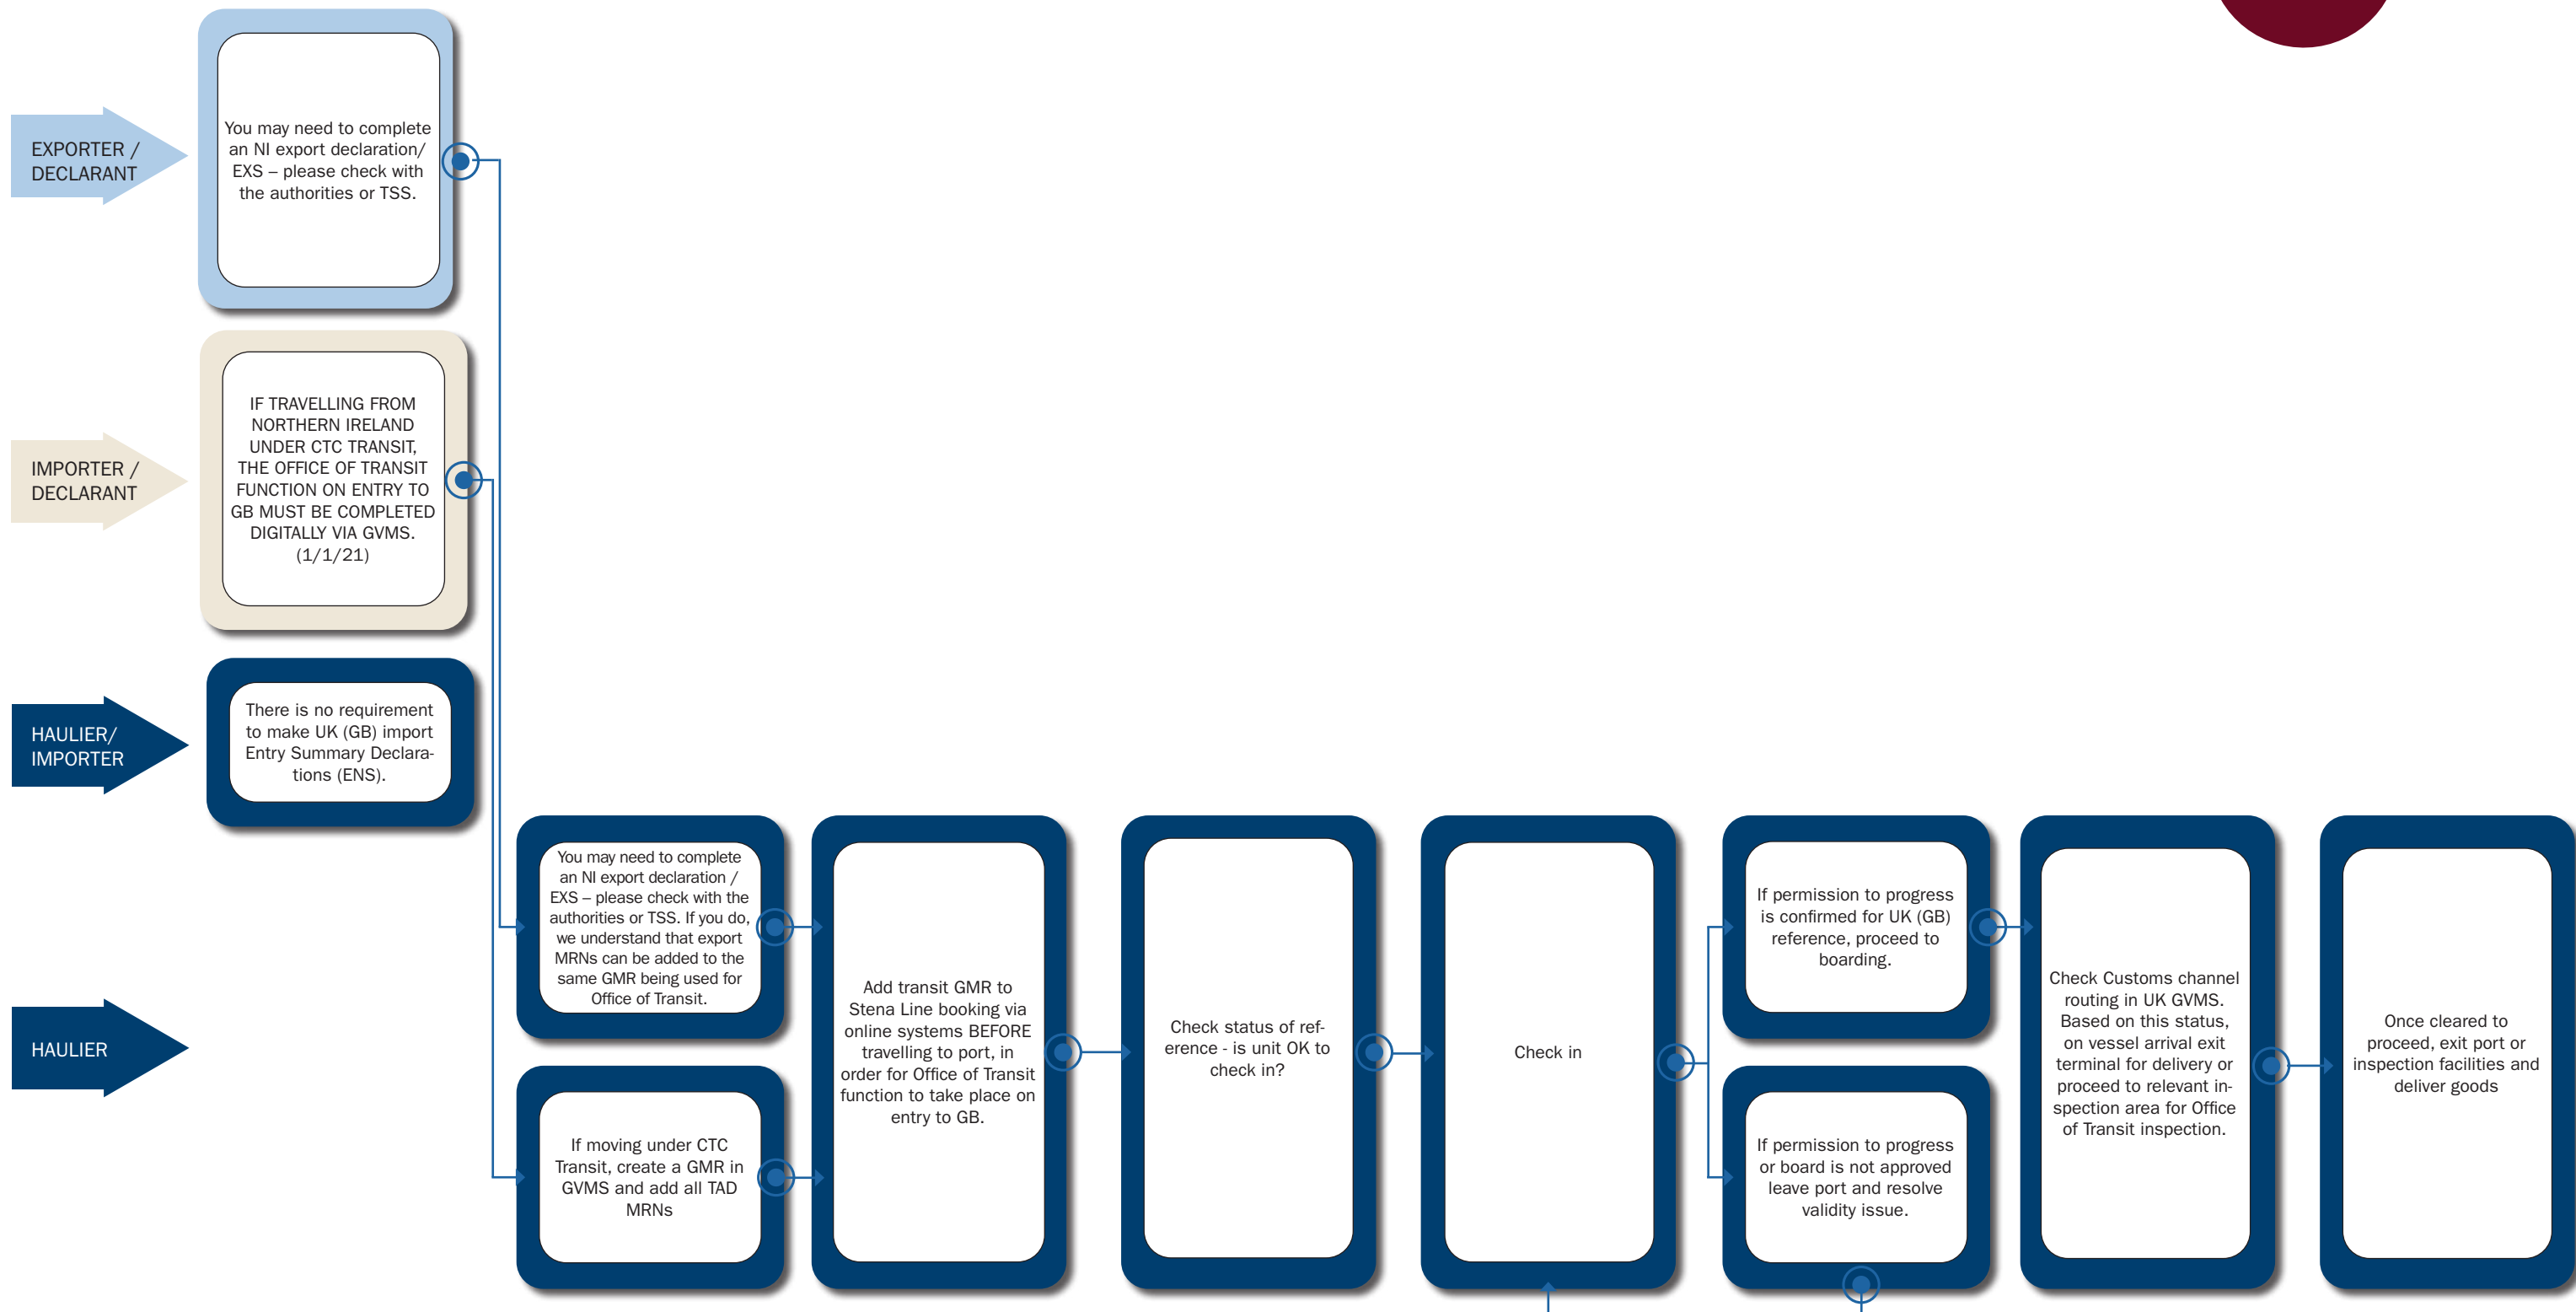 EXPORTER /
DECLARANT
You may need to complete
an NI export declaration/
EXS – please check with
the authorities or TSS.
IMPORTER /
DECLARANT
IF TRAVELLING FROM
NORTHERN IRELAND
UNDER CTC TRANSIT,
THE OFFICE OF TRANSIT
FUNCTION ON ENTRY TO
GB MUST BE COMPLETED
DIGITALLY VIA GVMS.
(1/1/21)
HAULIER/
IMPORTER
There is no requirement
to make UK (GB) import
Entry Summary Declara-
tions (ENS).
HAULIER
You may need to complete
an NI export declaration /
EXS – please check with the
authorities or TSS. If you do,
we understand that export
MRNs can be added to the
same GMR being used for
Office of Transit.
If moving under CTC
Transit, create a GMR in
GVMS and add all TAD
MRNs
Add transit GMR to
Stena Line booking via
online systems BEFORE
travelling to port, in
order for Office of Transit
function to take place on
entry to GB.
Check status of ref-
erence - is unit OK to
check in?
Check in
If permission to progress
is confirmed for UK (GB)
reference, proceed to
boarding.
If permission to progress
or board is not approved
leave port and resolve
validity issue.
Check Customs channel
routing in UK GVMS.
Based on this status,
on vessel arrival exit
terminal for delivery or
proceed to relevant in-
spection area for Office
of Transit inspection.
Once cleared to
proceed, exit port or
inspection facilities and
deliver goods